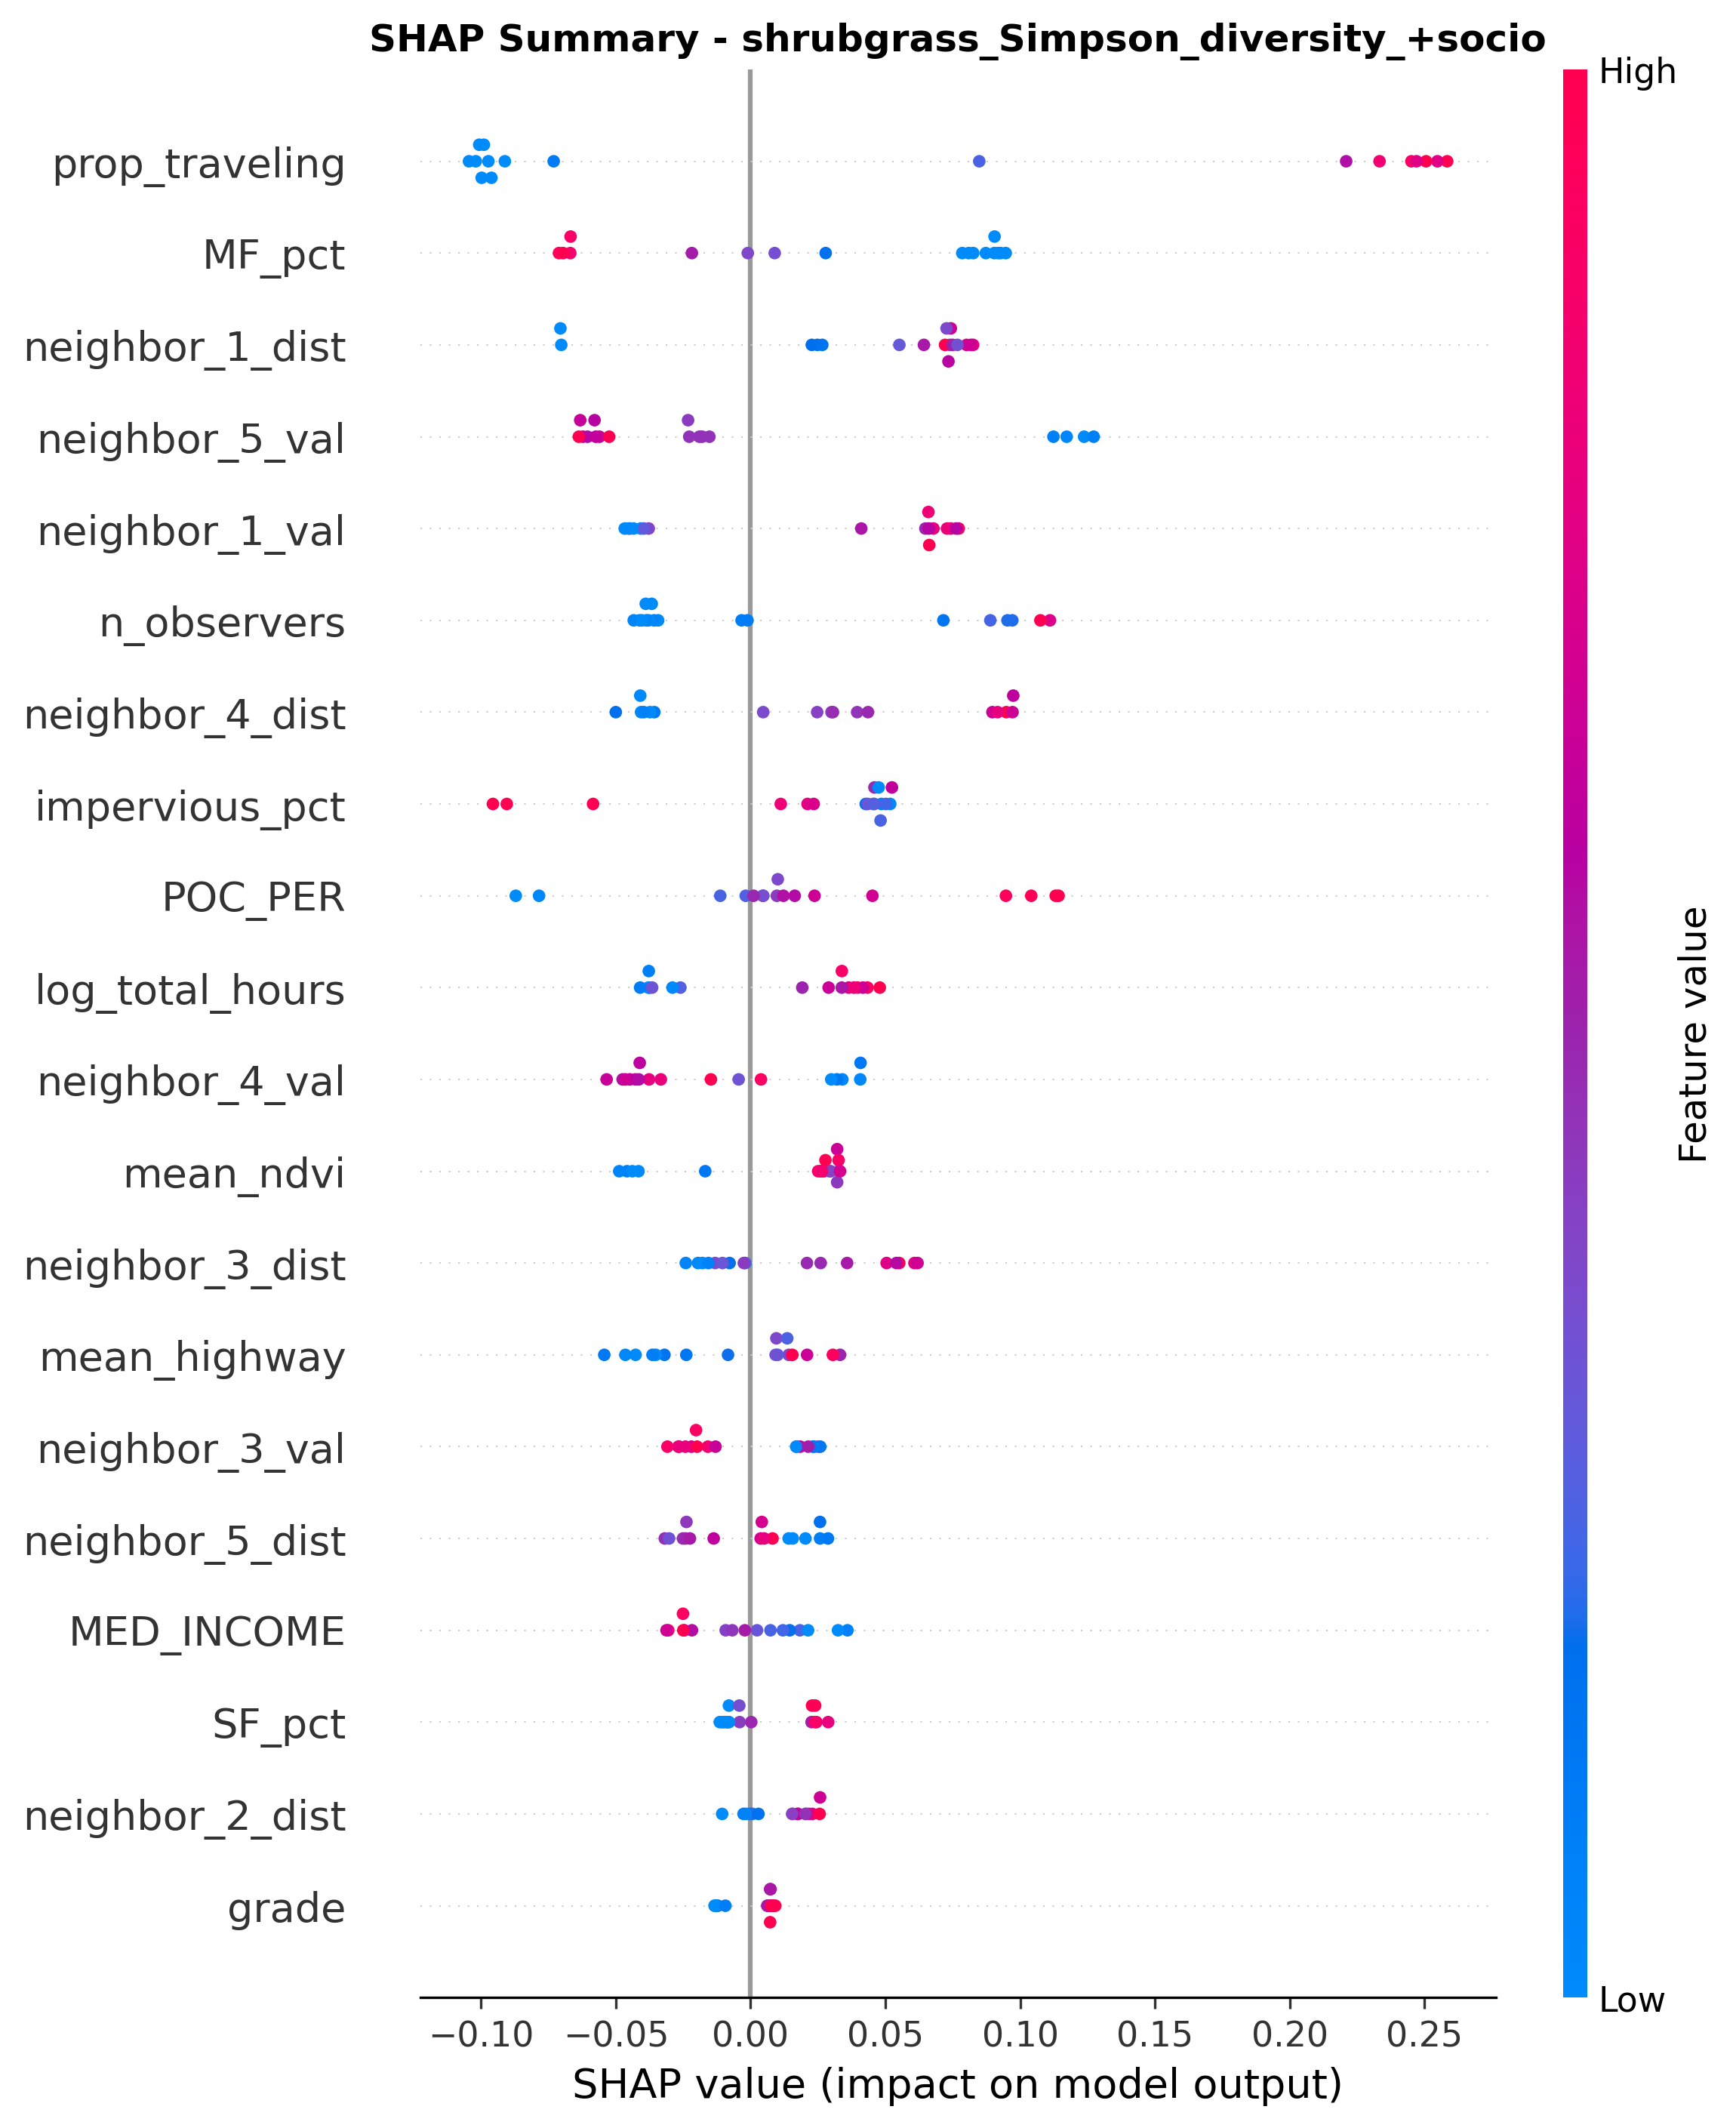 SHAP Summary - shrubgrass_Simpson_diversity_+socio
High
prop_traveling
MF_pct
neighbor_1_dist
neighbor_5_val
neighbor_1_val
n_observers
neighbor_4_dist
impervious_pct
POC_PER
log_total_hours
neighbor_4_val
mean_ndvi
neighbor_3_dist
mean_highway
neighbor_3_val
neighbor_5_dist
MED_INCOME
SF_pct
neighbor_2_dist
grade
Feature value
Low
−0.10 −0.05 0.00 0.05 0.10 0.15 0.20 0.25
SHAP value (impact on model output)